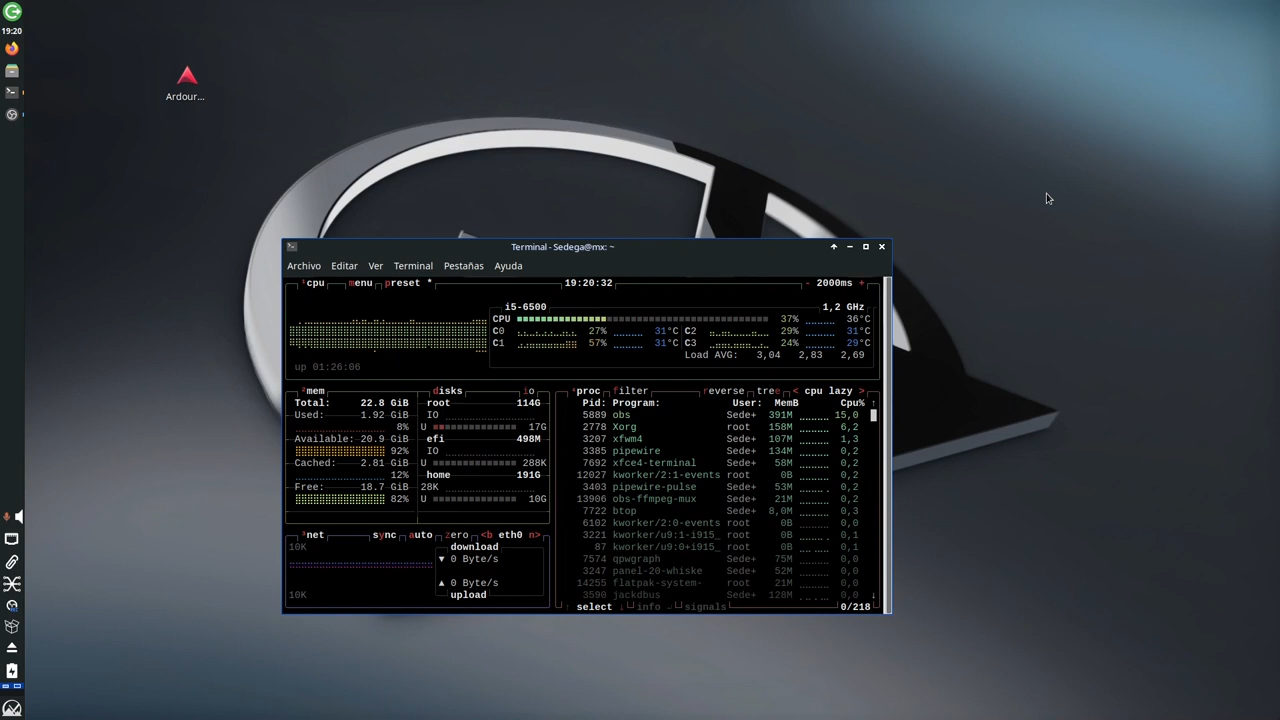 19:20
Ardour...
Terminal - Sedega@mx: ~
Archivo Editar Ver Terminal Pestañas Ayuda
¹cpu menu preset * 19:20:32 - 2000ms +
i5-6500 1,2 GHz
CPU 37% 36°C
C0 27% 31°C C2 29% 31°C
C1 57% 31°C C3 24% 29°C
Load AVG: 3,04 2,83 2,69
up 01:26:06
²mem
Total: 22.8 GiB
Used: 1.92 GiB
8%
Available: 20.9 GiB
92%
Cached: 2.81 GiB
12%
Free: 18.7 GiB
82%
disks io
root 114G
IO
U 17G
efi 498M
IO
U 288K
home 191G
28K
U 10G
³net sync auto zero <b eth0 n>
10K
download
▼ 0 Byte/s
▲ 0 Byte/s
upload
10K
⁴proc filter reverse tree < cpu lazy >
Pid: Program: User: MemB Cpu% ↑
5889 obs Sede+ 391M 15,0
2778 Xorg root 158M 6,2
3207 xfwm4 Sede+ 107M 1,3
3385 pipewire Sede+ 134M 0,2
7692 xfce4-terminal Sede+ 58M 0,2
12027 kworker/2:1-events root 0B 0,2
3403 pipewire-pulse Sede+ 53M 0,2
13906 obs-ffmpeg-mux Sede+ 21M 0,2
7722 btop Sede+ 8,0M 0,3
6102 kworker/2:0-events root 0B 0,0
3221 kworker/u9:1-i915_ root 0B 0,1
87 kworker/u9:0+i915_ root 0B 0,1
7574 qpwgraph Sede+ 75M 0,0
3247 panel-20-whiske Sede+ 52M 0,0
14255 flatpak-system- root 21M 0,0
3590 jackdbus Sede+ 128M 0,0 ↓
↑ select ↓ info ↵ signals 0/218